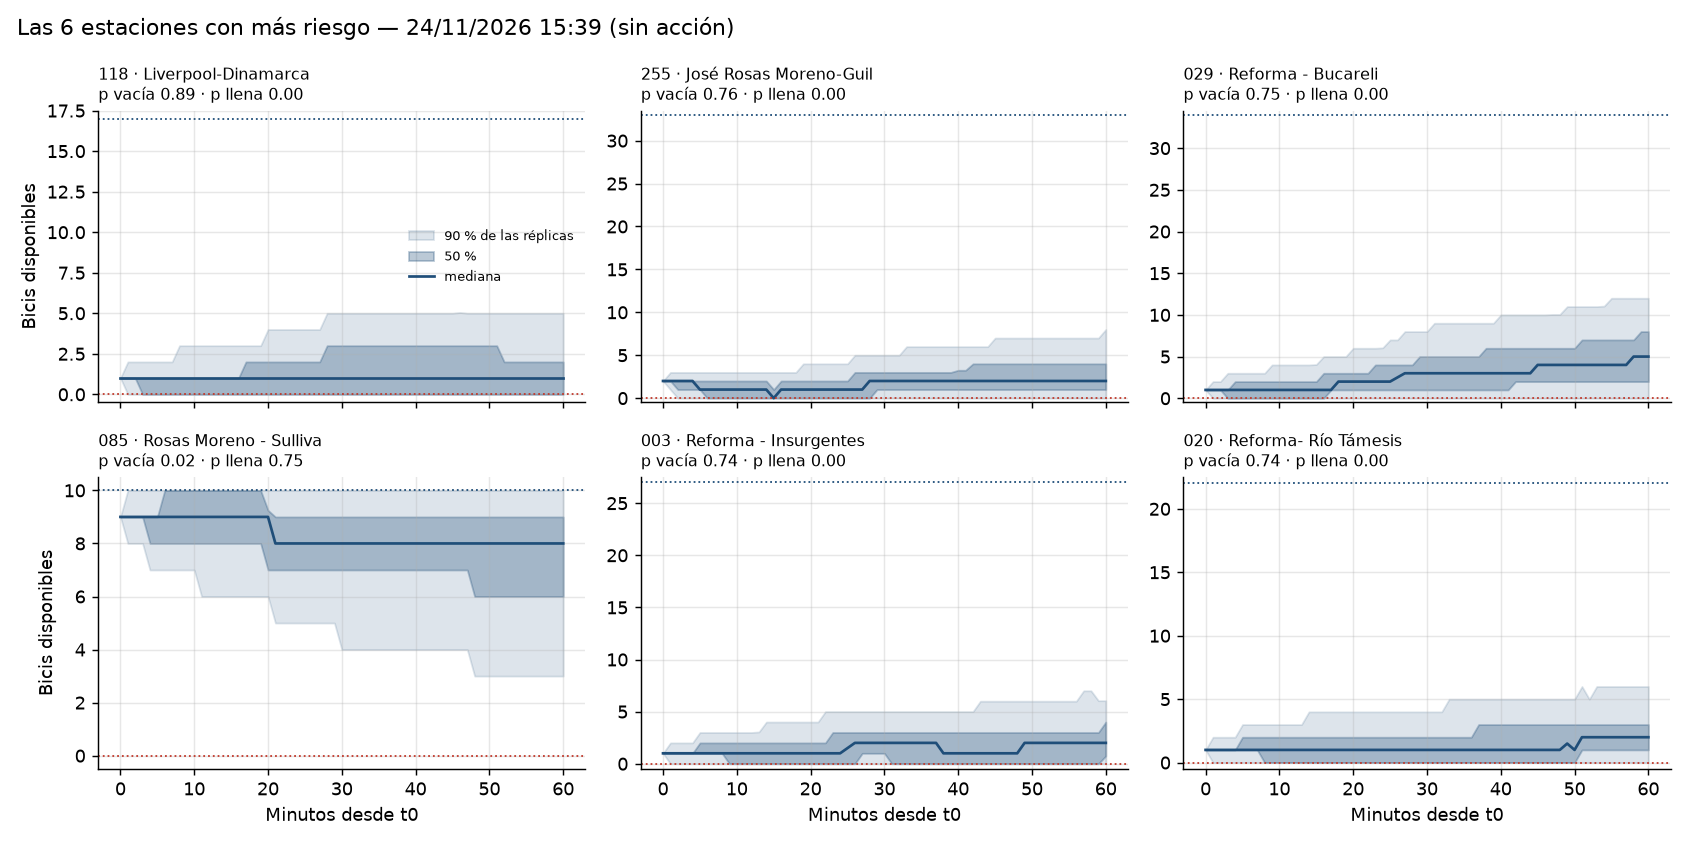 Las 6 estaciones con más riesgo — 24/11/2026 15:39 (sin acción)
118 · Liverpool-Dinamarca
p vacía 0.89 · p llena 0.00
17.5
15.0
12.5
10.0
7.5
5.0
2.5
0.0
Bicis disponibles
90 % de las réplicas
50 %
mediana
255 · José Rosas Moreno-Guil
p vacía 0.76 · p llena 0.00
30
25
20
15
10
5
0
029 · Reforma - Bucareli
p vacía 0.75 · p llena 0.00
30
25
20
15
10
5
0
085 · Rosas Moreno - Sulliva
p vacía 0.02 · p llena 0.75
10
8
6
4
2
0
Bicis disponibles
0 10 20 30 40 50 60
Minutos desde t0
003 · Reforma - Insurgentes
p vacía 0.74 · p llena 0.00
25
20
15
10
5
0
0 10 20 30 40 50 60
Minutos desde t0
020 · Reforma- Río Támesis
p vacía 0.74 · p llena 0.00
20
15
10
5
0
0 10 20 30 40 50 60
Minutos desde t0